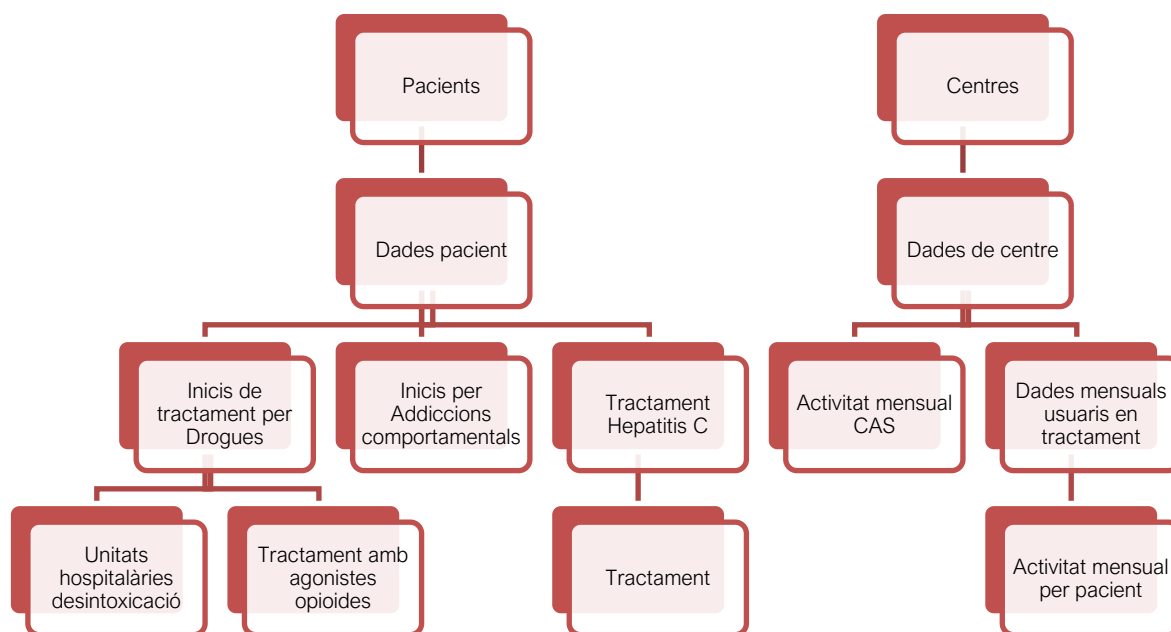 Pacients
Centres
Dades pacient
Dades de centre
Inicis de
tractament per
Drogues
Inicis per
Addiccions
comportamentals
Tractament
Hepatitis C
Activitat mensual
CAS
Dades mensuals
usuaris en
tractament
Unitats
hospitalàries
desintoxicació
Tractament amb
agonistes
opioides
Tractament
Activitat mensual
per pacient